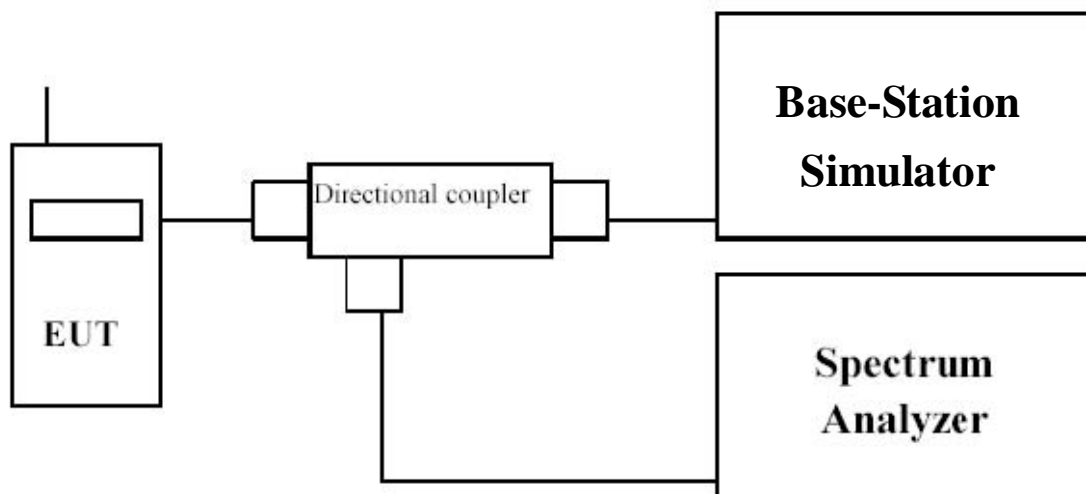 Base-Station
Simulator
Directional coupler
EUT
Spectrum
Analyzer